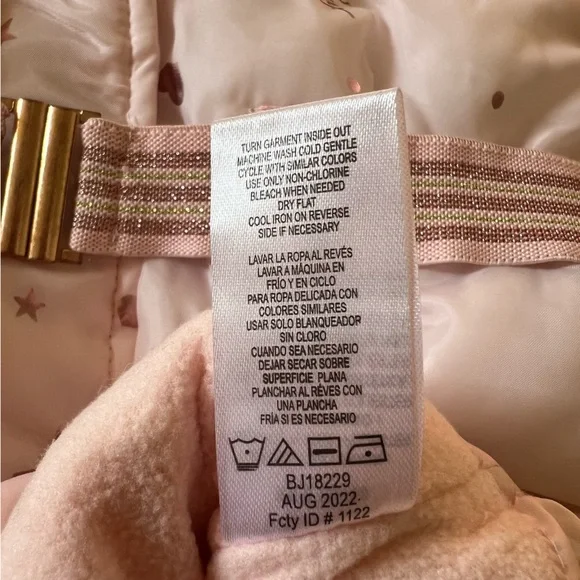 TURN GARMENT INSIDE OUT
MACHINE WASH COLD GENTLE
CYCLE WITH SIMILAR COLORS
USE ONLY NON-CHLORINE
BLEACH WHEN NEEDED
DRY FLAT
COOL IRON ON REVERSE
SIDE IF NECESSARY
LAVAR LA ROPA AL REVÉS
LAVAR A MÁQUINA EN
FRÍO Y EN CICLO
PARA ROPA DELICADA CON
COLORES SIMILARES
USAR SOLO BLANQUEADOR
SIN CLORO
CUANDO SEA NECESARIO
DEJAR SECAR SOBRE
SUPERFICIE PLANA
PLANCHAR AL RÉVES CON
UNA PLANCHA
FRÍA SI ES NECESARIO
BJ18229
AUG 2022
Fcty ID # 1122